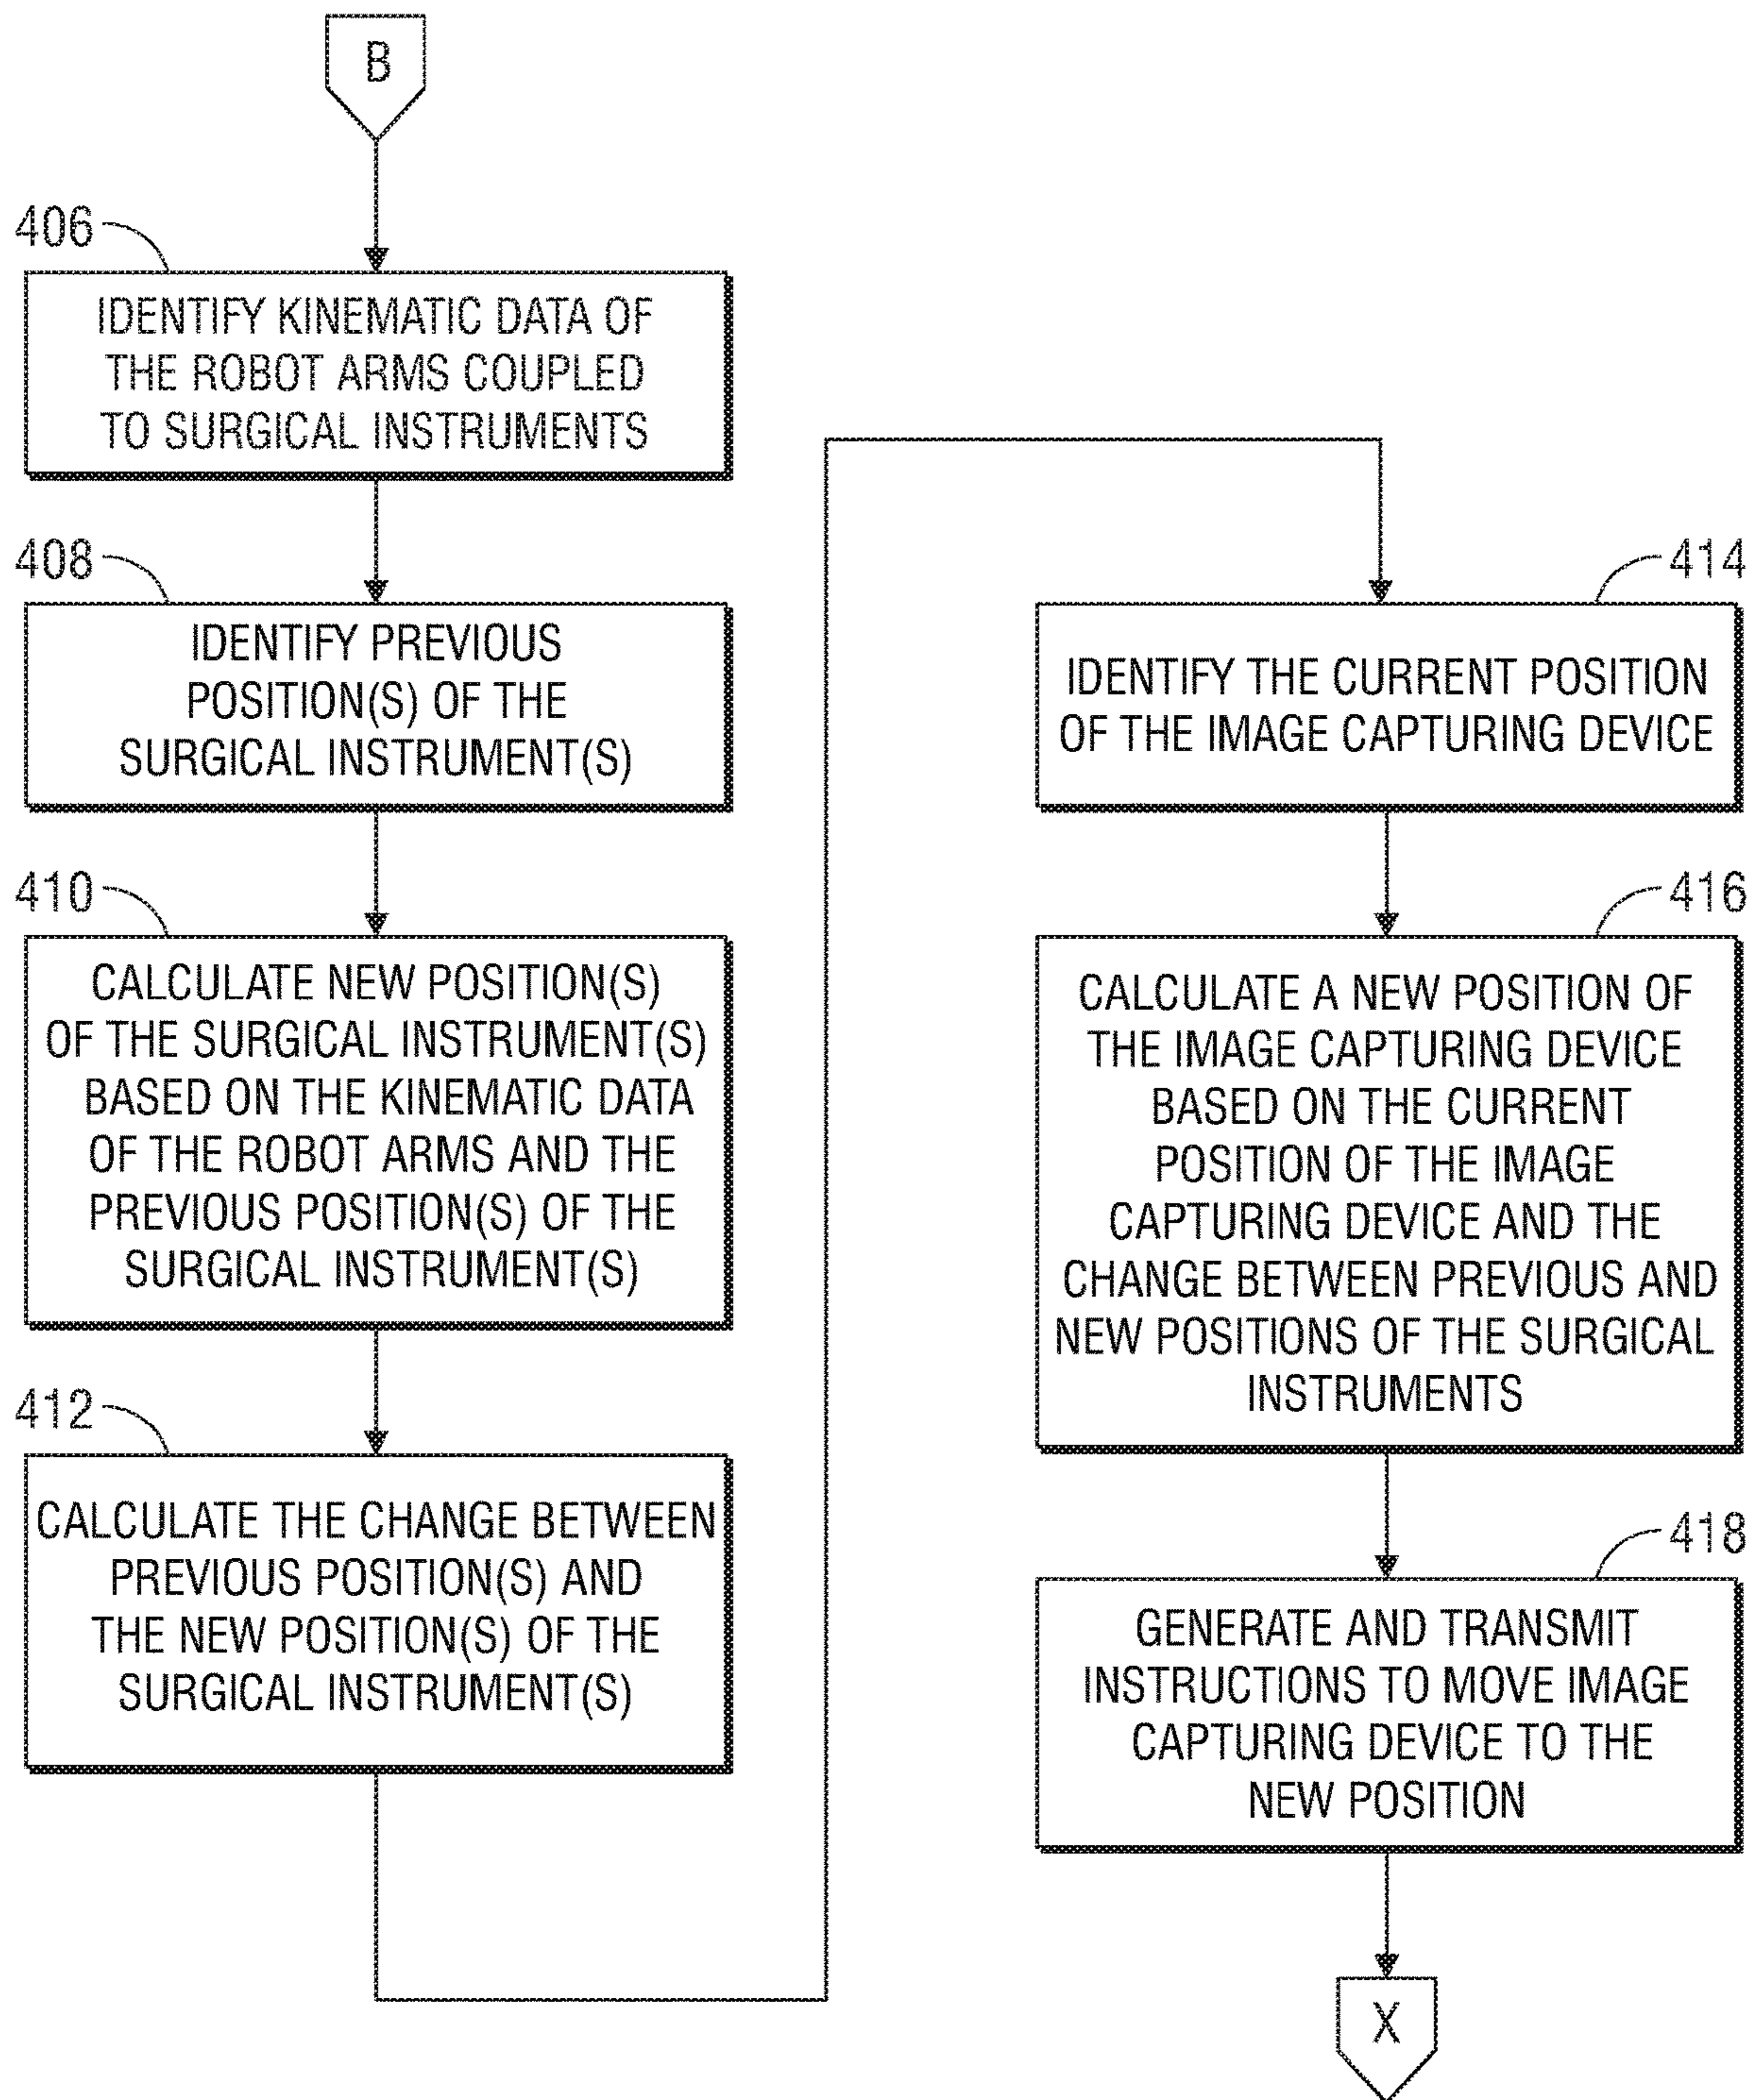 B
406
IDENTIFY KINEMATIC DATA OF
THE ROBOT ARMS COUPLED
TO SURGICAL INSTRUMENTS
408
IDENTIFY PREVIOUS
POSITION(S) OF THE
SURGICAL INSTRUMENT(S)
410
CALCULATE NEW POSITION(S)
OF THE SURGICAL INSTRUMENT(S)
BASED ON THE KINEMATIC DATA
OF THE ROBOT ARMS AND THE
PREVIOUS POSITION(S) OF THE
SURGICAL INSTRUMENT(S)
412
CALCULATE THE CHANGE BETWEEN
PREVIOUS POSITION(S) AND
THE NEW POSITION(S) OF THE
SURGICAL INSTRUMENT(S)
414
IDENTIFY THE CURRENT POSITION
OF THE IMAGE CAPTURING DEVICE
416
CALCULATE A NEW POSITION OF
THE IMAGE CAPTURING DEVICE
BASED ON THE CURRENT
POSITION OF THE IMAGE
CAPTURING DEVICE AND THE
CHANGE BETWEEN PREVIOUS AND
NEW POSITIONS OF THE SURGICAL
INSTRUMENTS
418
GENERATE AND TRANSMIT
INSTRUCTIONS TO MOVE IMAGE
CAPTURING DEVICE TO THE
NEW POSITION
X